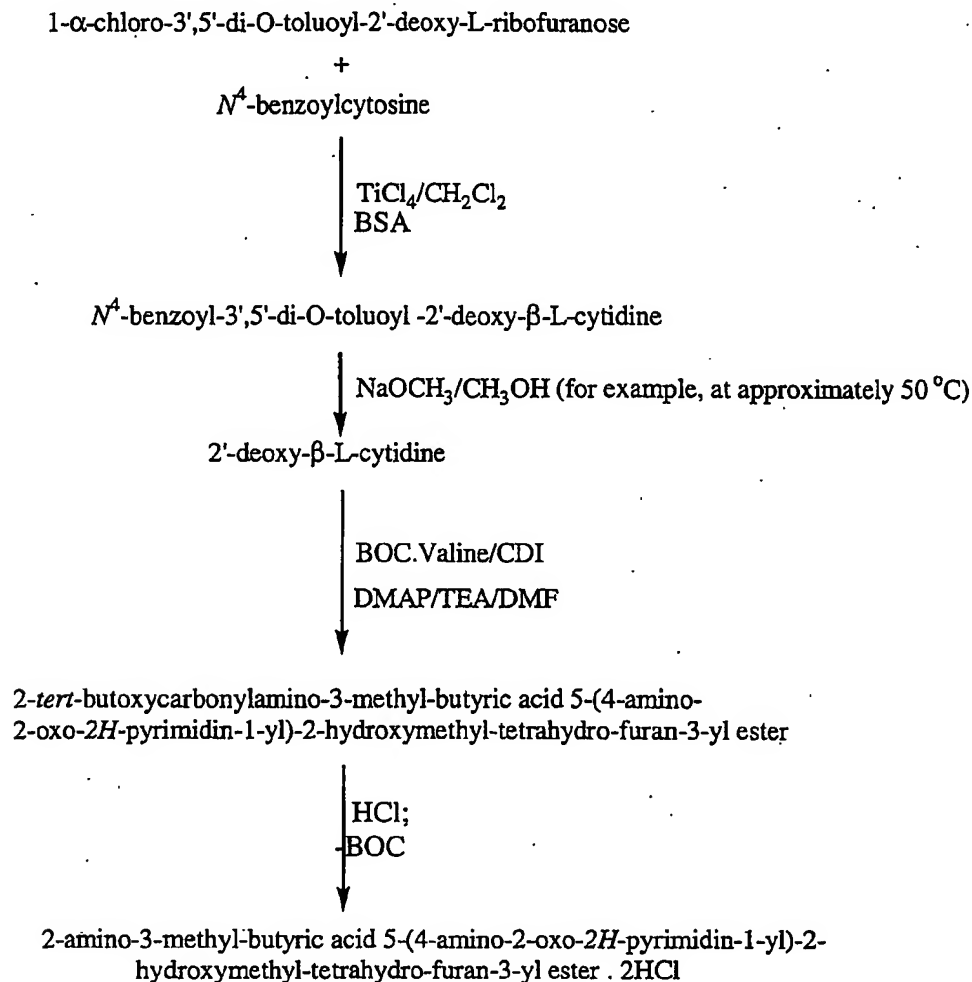 1-α-chloro-3',5'-di-O-toluoyl-2'-deoxy-L-ribofuranose
+
N⁴-benzoylcytosine
TiCl₄/CH₂Cl₂
BSA
N⁴-benzoyl-3',5'-di-O-toluoyl -2'-deoxy-β-L-cytidine
NaOCH₃/CH₃OH (for example, at approximately 50 °C)
2'-deoxy-β-L-cytidine
BOC.Valine/CDI
DMAP/TEA/DMF
2-tert-butoxycarbonylamino-3-methyl-butyric acid 5-(4-amino-
2-oxo-2H-pyrimidin-1-yl)-2-hydroxymethyl-tetrahydro-furan-3-yl ester
HCl;
-BOC
2-amino-3-methyl-butyric acid 5-(4-amino-2-oxo-2H-pyrimidin-1-yl)-2-
hydroxymethyl-tetrahydro-furan-3-yl ester . 2HCl